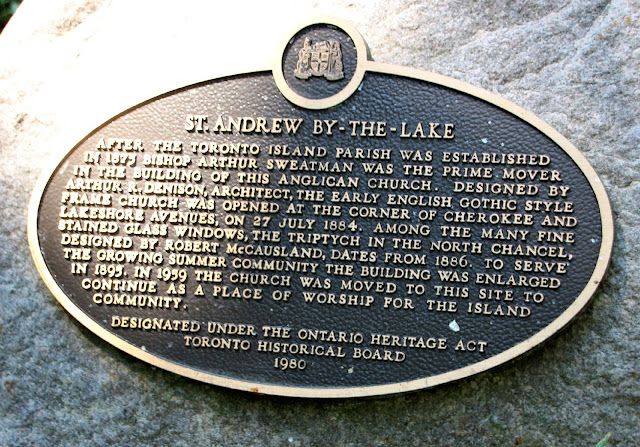 ST. ANDREW BY-THE-LAKE
AFTER THE TORONTO ISLAND PARISH WAS ESTABLISHED
IN 1875 BISHOP ARTHUR SWEATMAN WAS THE PRIME MOVER
IN THE BUILDING OF THIS ANGLICAN CHURCH. DESIGNED BY
ARTHUR R. DENISON, ARCHITECT, THE EARLY ENGLISH GOTHIC STYLE
FRAME CHURCH WAS OPENED AT THE CORNER OF CHEROKEE AND
LAKESHORE AVENUES, ON 27 JULY 1884. AMONG THE MANY FINE
STAINED GLASS WINDOWS, THE TRIPTYCH IN THE NORTH CHANCEL,
DESIGNED BY ROBERT McCAUSLAND, DATES FROM 1886. TO SERVE
THE GROWING SUMMER COMMUNITY THE BUILDING WAS ENLARGED
IN 1895. IN 1959 THE CHURCH WAS MOVED TO THIS SITE TO
CONTINUE AS A PLACE OF WORSHIP FOR THE ISLAND
COMMUNITY.
DESIGNATED UNDER THE ONTARIO HERITAGE ACT
TORONTO HISTORICAL BOARD
1980